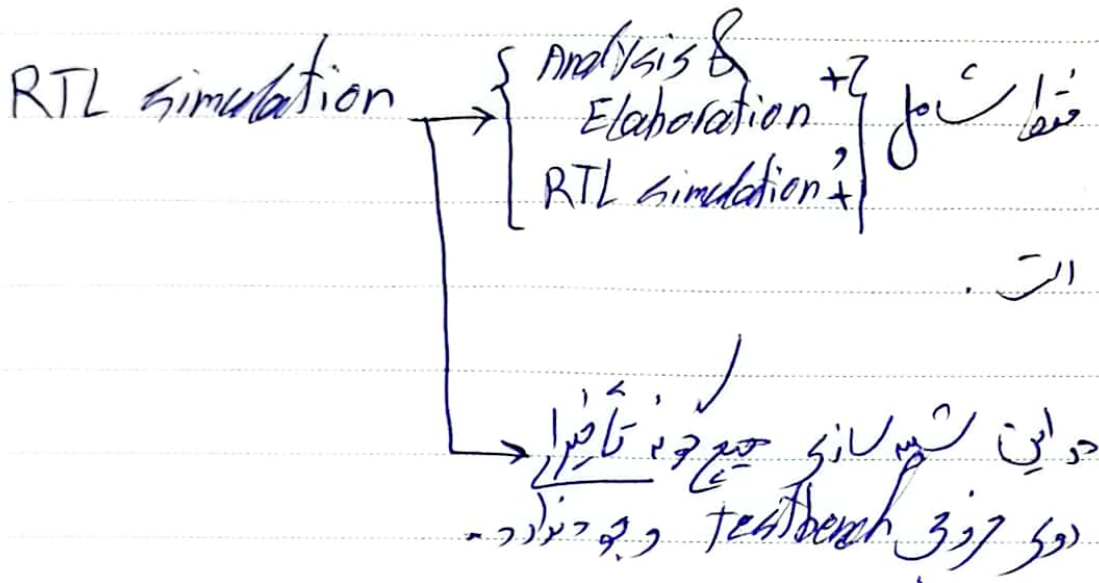 RTL simulation → { Analysis &
Elaboration +
RTL simulation + } فقط شامل
است .
در این شبیه سازی هیچ گونه تأخیری
روی خروجی testbench وجود ندارد.